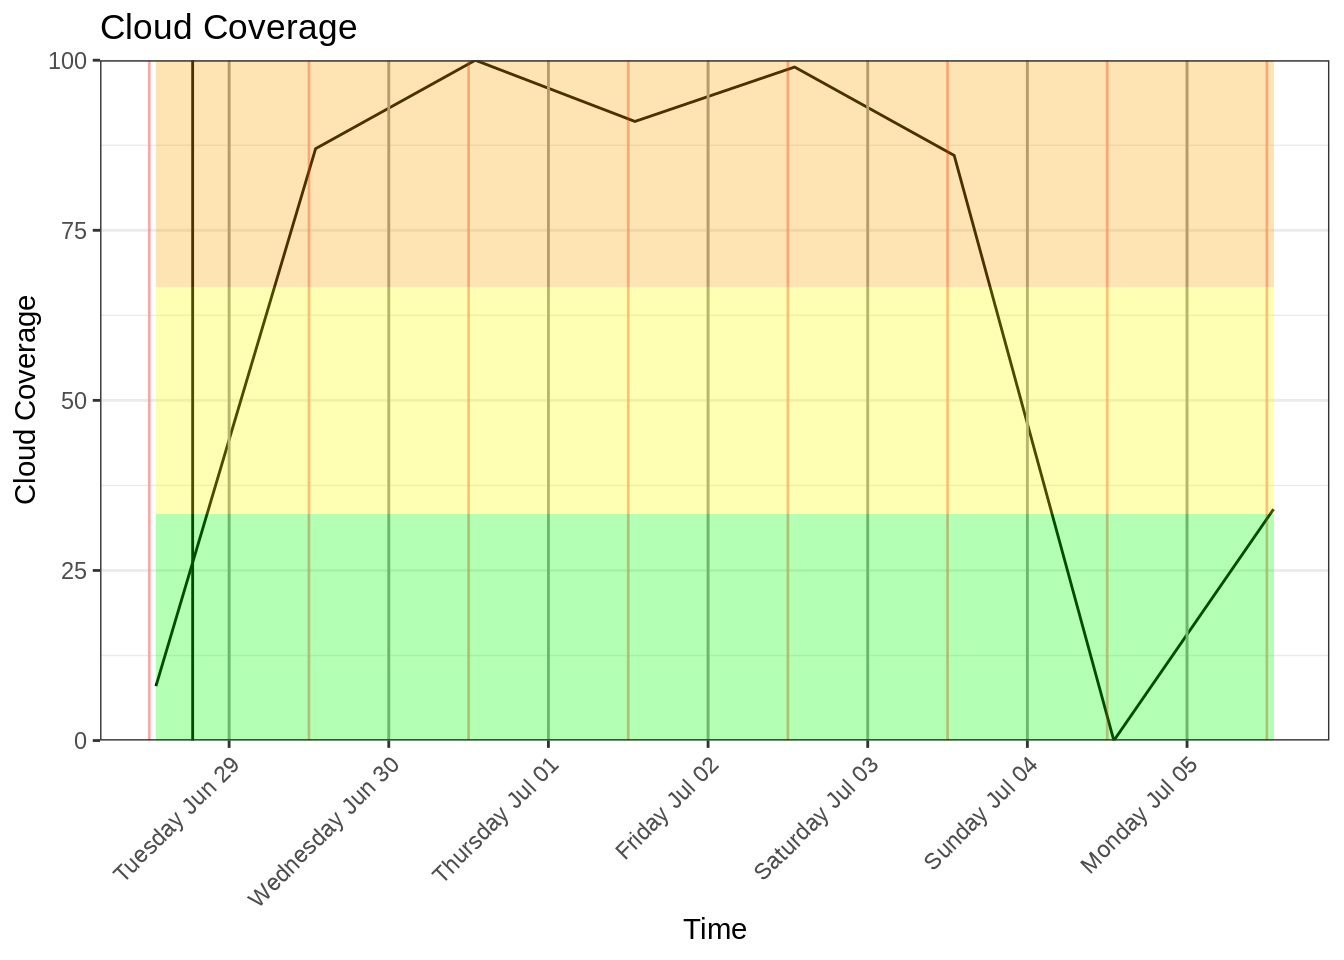 Cloud Coverage
100
75
50
25
0
Cloud Coverage
Tuesday Jun 29
Wednesday Jun 30
Thursday Jul 01
Friday Jul 02
Saturday Jul 03
Sunday Jul 04
Monday Jul 05
Time